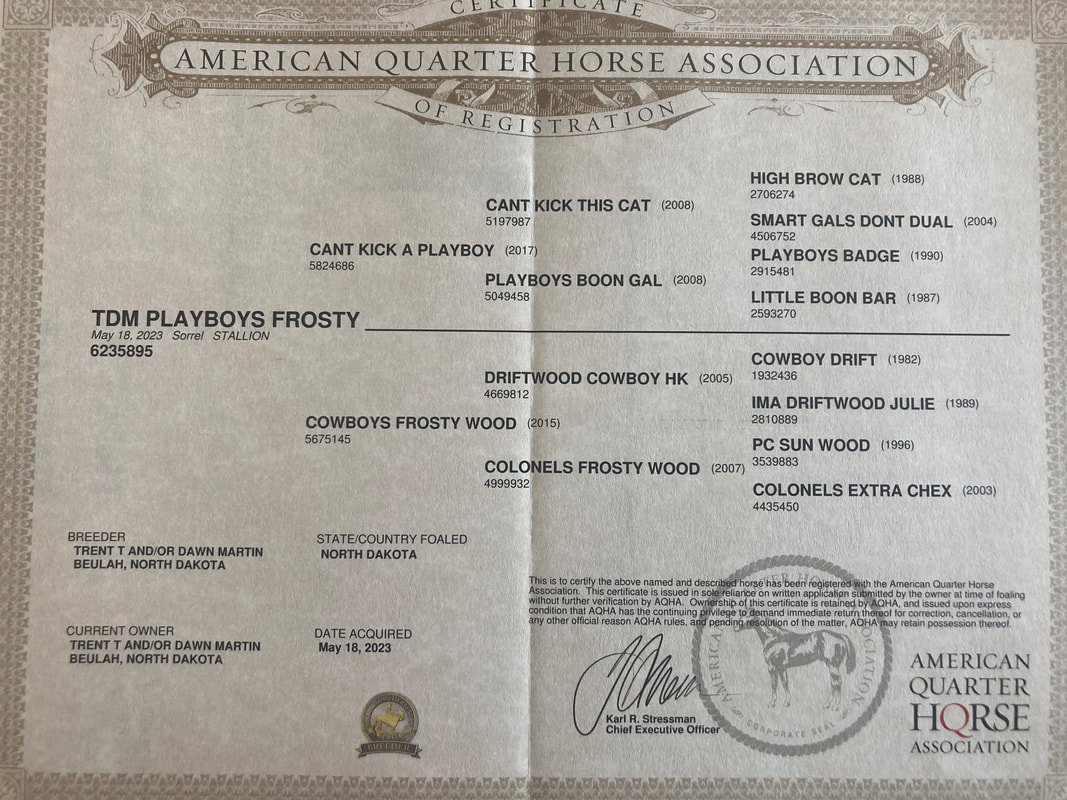 CERTIFICATE
AMERICAN QUARTER HORSE ASSOCIATION
OF REGISTRATION
HIGH BROW CAT (1988)
2706274
CANT KICK THIS CAT (2008)
5197987
SMART GALS DONT DUAL (2004)
4506752
CANT KICK A PLAYBOY (2017)
5824686
PLAYBOYS BADGE (1990)
2915481
PLAYBOYS BOON GAL (2008)
5049458
LITTLE BOON BAR (1987)
2593270
TDM PLAYBOYS FROSTY
May 18, 2023 Sorrel STALLION
6235895
COWBOY DRIFT (1982)
1932436
DRIFTWOOD COWBOY HK (2005)
4669812
IMA DRIFTWOOD JULIE (1989)
2810889
COWBOYS FROSTY WOOD (2015)
5675145
PC SUN WOOD (1996)
3539883
COLONELS FROSTY WOOD (2007)
4999932
COLONELS EXTRA CHEX (2003)
4435450
BREEDER
TRENT T AND/OR DAWN MARTIN
BEULAH, NORTH DAKOTA
STATE/COUNTRY FOALED
NORTH DAKOTA
This is to certify the above named and described horse has been registered with the American Quarter Horse
Association. This certificate is issued in sole reliance on written application submitted by the owner at time of foaling
without further verification by AQHA. Ownership of this certificate is retained by AQHA, and issued upon express
condition that AQHA has the continuing privilege to demand immediate return thereof for correction, cancellation, or
any other official reason AQHA rules, and pending resolution of the matter, AQHA may retain possession thereof.
CURRENT OWNER
TRENT T AND/OR DAWN MARTIN
BEULAH, NORTH DAKOTA
DATE ACQUIRED
May 18, 2023
Karl R. Stressman
Chief Executive Officer
AMERICAN QUARTER HORSE ASSOCIATION
CORPORATE SEAL
BREEDER
AMERICAN
QUARTER
HORSE
ASSOCIATION